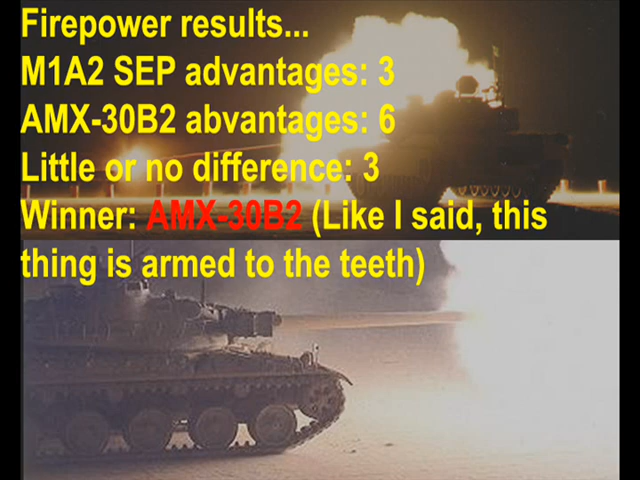 Firepower results...
M1A2 SEP advantages: 3
AMX-30B2 abvantages: 6
Little or no difference: 3
Winner: AMX-30B2 (Like I said, this
thing is armed to the teeth)